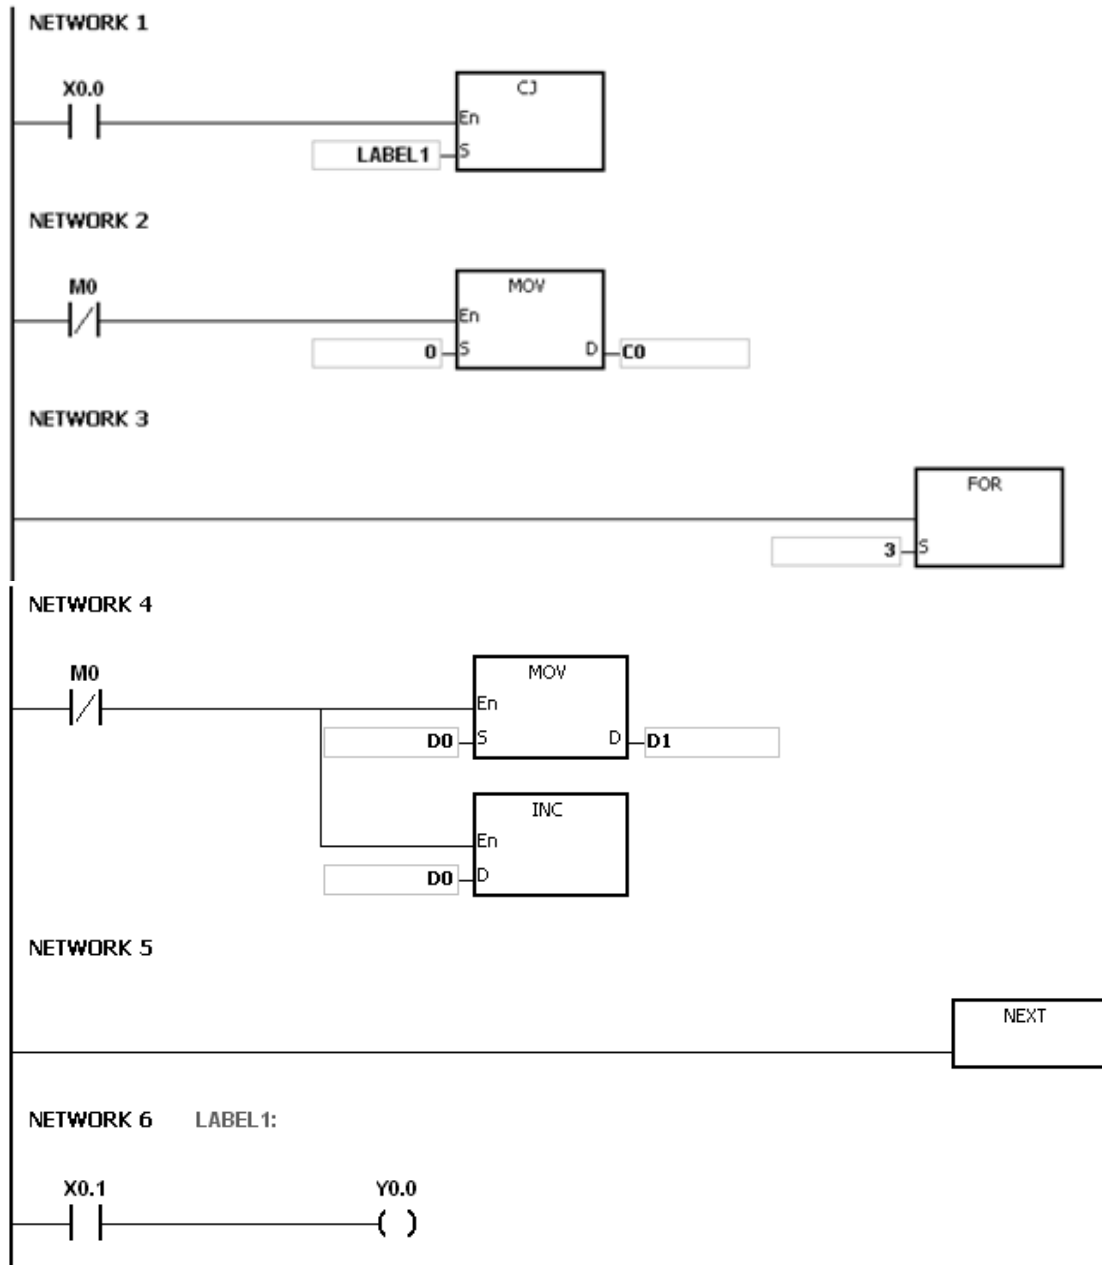 NETWORK 1
X0.0
CJ
En
LABEL1 S
NETWORK 2
M0
MOV
En
0 S D C0
NETWORK 3
FOR
3 S
NETWORK 4
M0
MOV
En
D0 S D D1
INC
En
D0 D
NETWORK 5
NEXT
NETWORK 6 LABEL1:
X0.1 Y0.0
( )